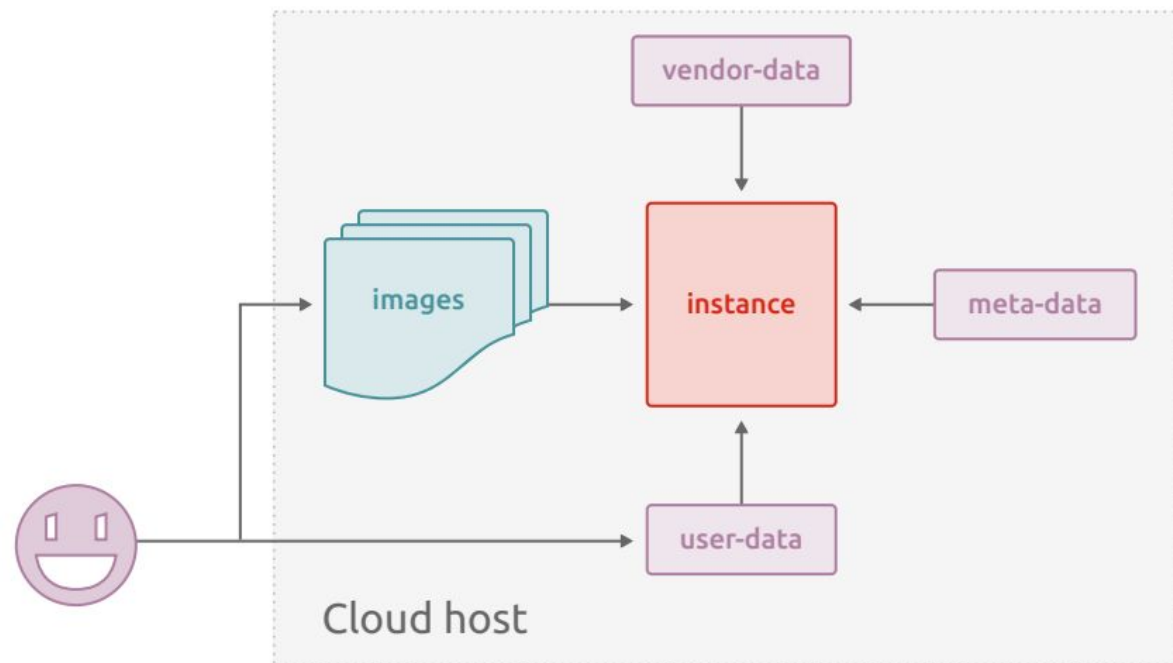 vendor-data
images
instance
meta-data
user-data
Cloud host